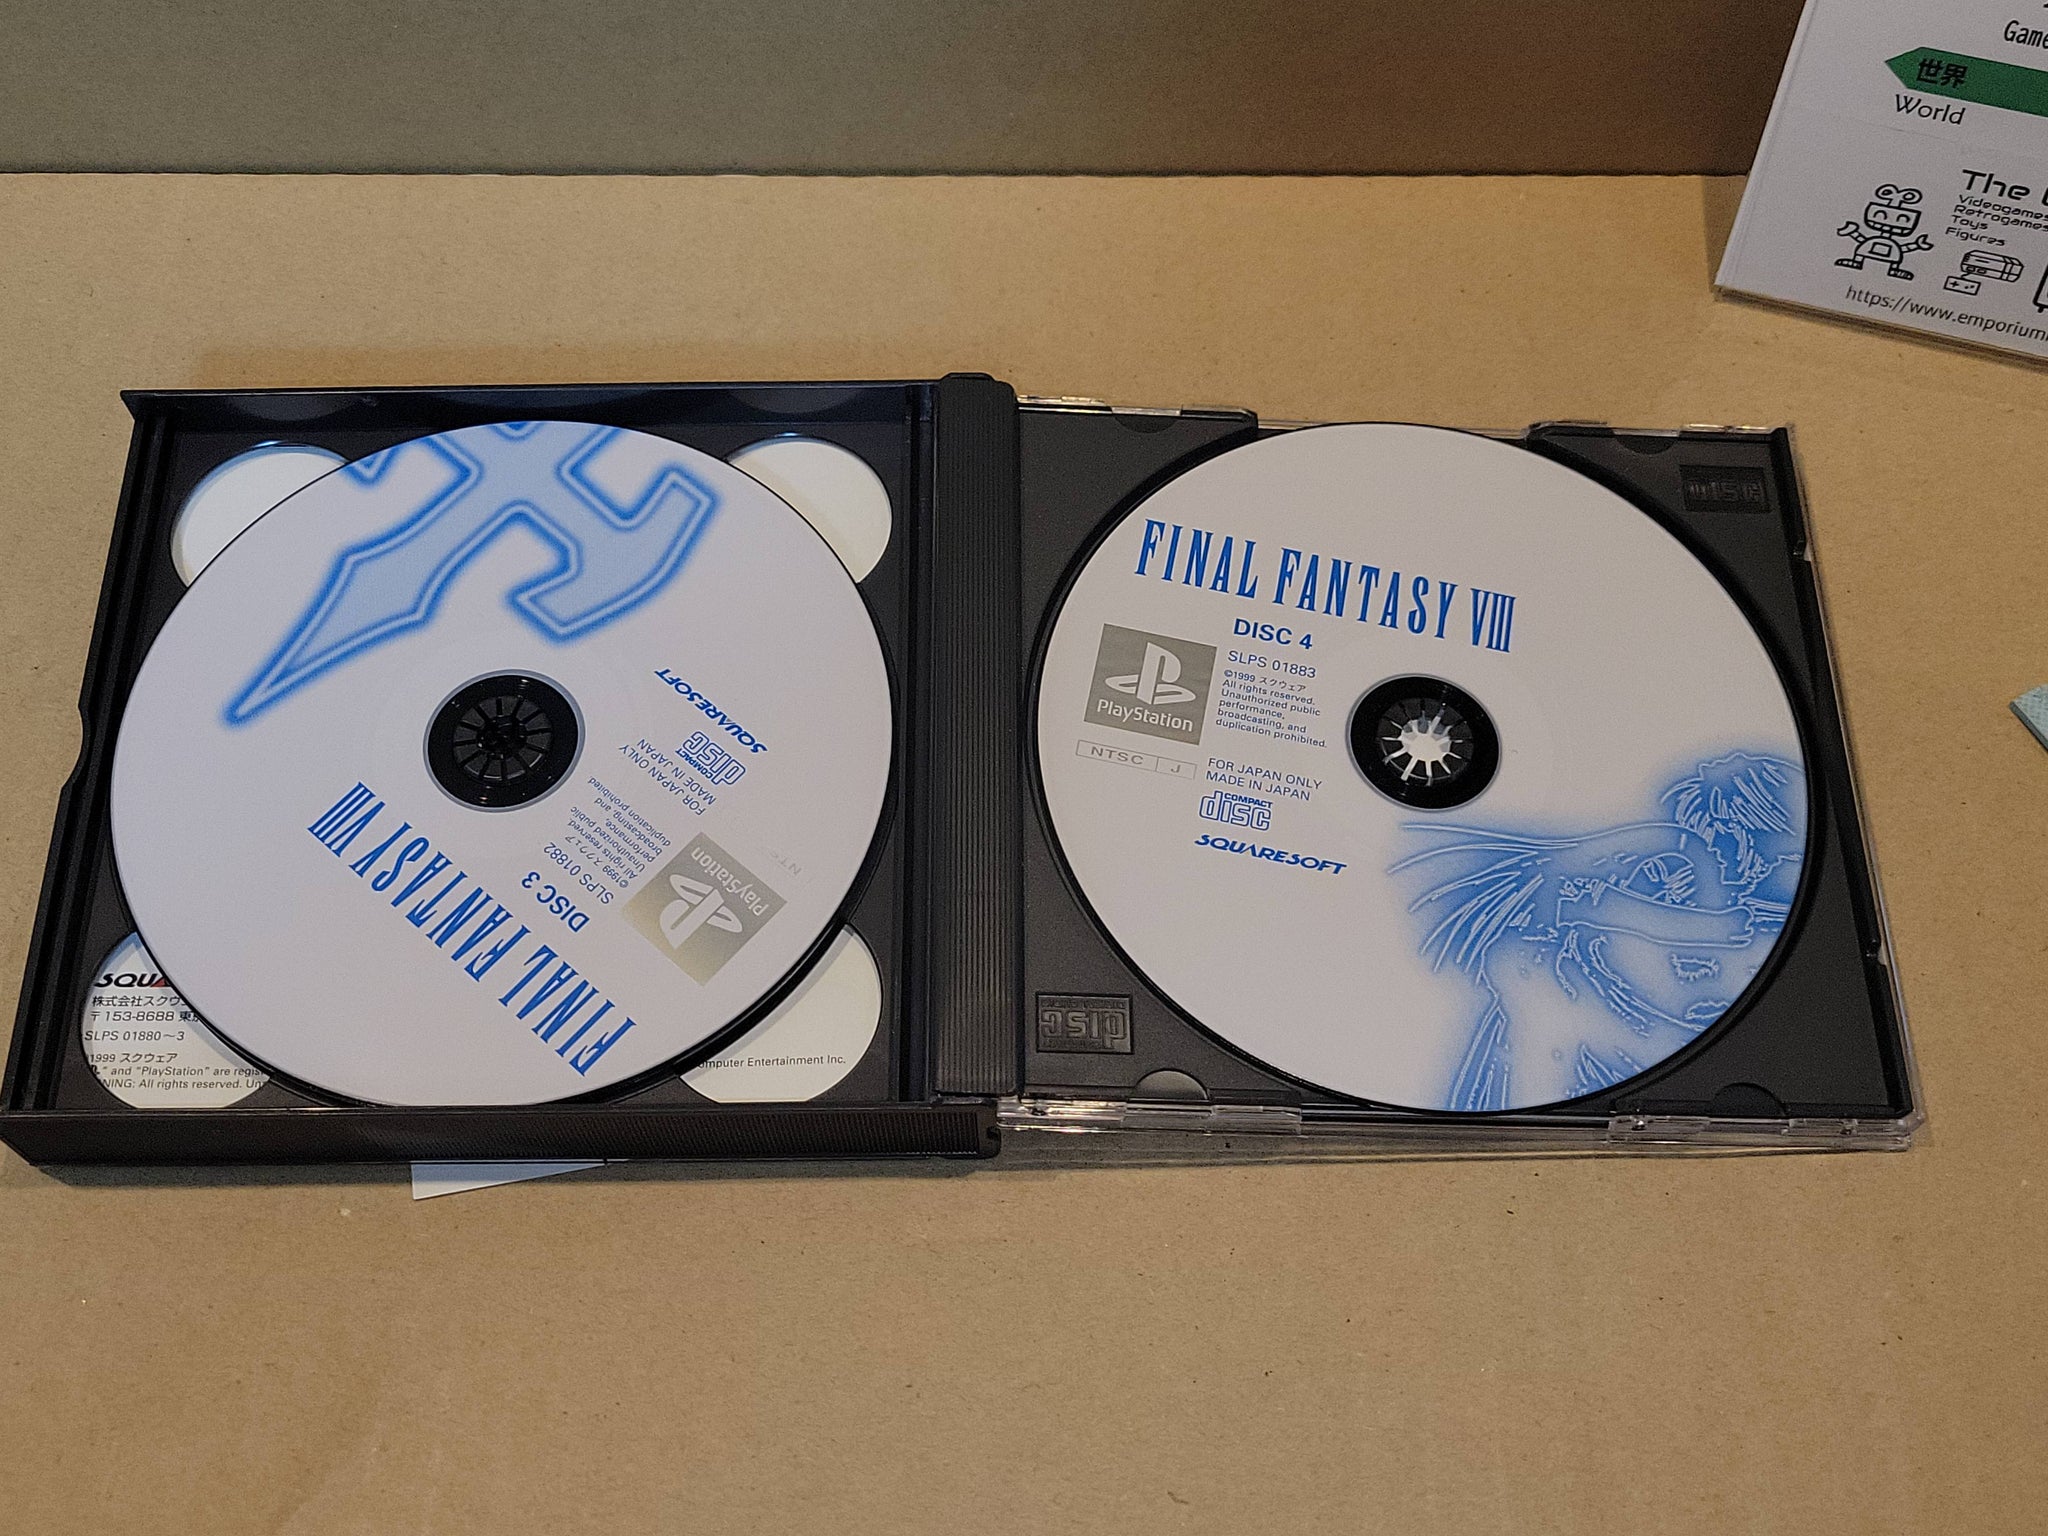 Game
世界
World
The
Videogames
Retrogames
Toys
Figures
https://www.emporium
FINAL FANTASY VIII
DISC 3
SLPS 01882
©1999 スクウェア
All rights reserved.
Unauthorized public
performance,
broadcasting, and
duplication prohibited
PlayStation
NTS
FOR JAPAN ONLY
MADE IN JAPAN
COMPACT
disc
SQUARESOFT
SQUA
株式会社スクウェ
〒153-8688 東京
SLPS 01880～3
1999 スクウェア
" and "PlayStation" are regis
NING: All rights reserved. Un
omputer Entertainment Inc.
FINAL FANTASY VIII
DISC 4
SLPS 01883
©1999 スクウェア
All rights reserved.
Unauthorized public
performance,
broadcasting, and
duplication prohibited.
PlayStation
NTSC J
FOR JAPAN ONLY
MADE IN JAPAN
COMPACT
disc
SQUARESOFT
disc
disc